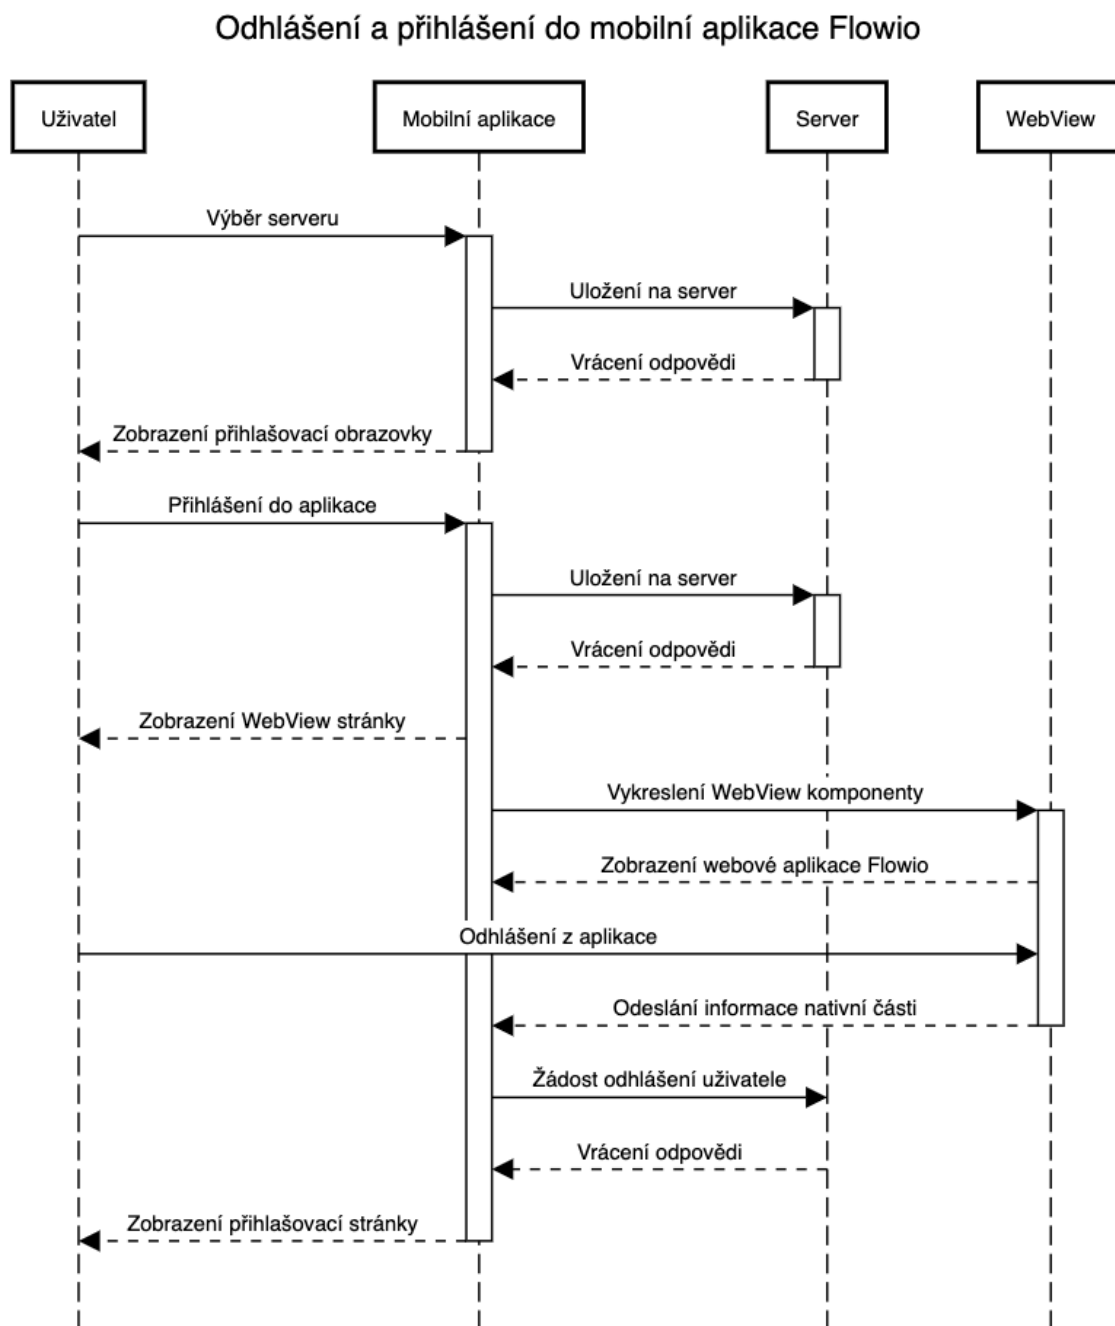 Odhlášení a přihlášení do mobilní aplikace Flowio
Uživatel
Mobilní aplikace
Server
WebView
Výběr serveru
Uložení na server
Vrácení odpovědi
Zobrazení přihlašovací obrazovky
Přihlášení do aplikace
Uložení na server
Vrácení odpovědi
Zobrazení WebView stránky
Vykreslení WebView komponenty
Zobrazení webové aplikace Flowio
Odhlášení z aplikace
Odeslání informace nativní části
Žádost odhlášení uživatele
Vrácení odpovědi
Zobrazení přihlašovací stránky